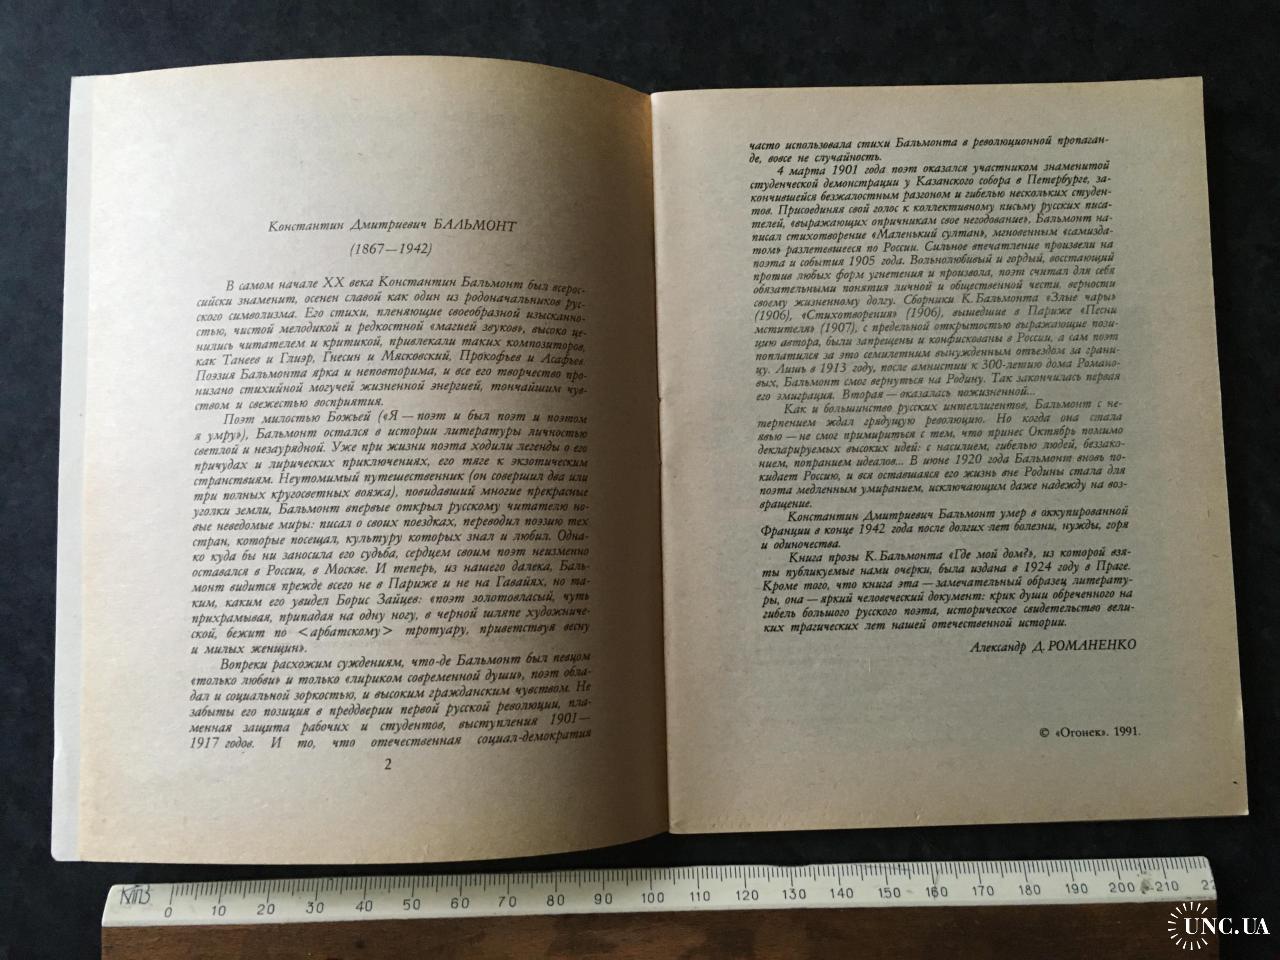 Константин Дмитриевич БАЛЬМОНТ
(1867—1942)
В самом начале XX века Константин Бальмонт был всерос-
сийски знаменит, осенен славой как один из родоначальников рус-
ского символизма. Его стихи, пленяющие своеобразной изысканно-
стью, чистой мелодикой и редкостной «магией звуков», высоко це-
нились читателем и критикой, привлекали таких композиторов,
как Танеев и Глиэр, Гнесин и Мясковский, Прокофьев и Асафьев.
Поэзия Бальмонта ярка и неповторима, и все его творчество про-
низано стихийной могучей жизненной энергией, тончайшим чув-
ством и свежестью восприятия.
Поэт милостью Божьей («Я — поэт и был поэт и поэтом
я умру»), Бальмонт остался в истории литературы личностью
светлой и незаурядной. Уже при жизни поэта ходили легенды о его
причудах и лирических приключениях, его тяге к экзотическим
странствиям. Неутомимый путешественник (он совершил два или
три полных кругосветных вояжа), повидавший многие прекрасные
уголки земли, Бальмонт впервые открыл русскому читателю но-
вые неведомые миры: писал о своих поездках, переводил поэзию тех
стран, которые посещал, культуру которых знал и любил. Одна-
ко куда бы ни заносила его судьба, сердцем своим поэт неизменно
оставался в России, в Москве. И теперь, из нашего далека, Баль-
монт видится прежде всего не в Париже и не на Гавайях, но та-
ким, каким его увидел Борис Зайцев: «поэт золотовласый, чуть
прихрамывая, припадая на одну ногу, в черной шляпе художниче-
ской, бежит по <арбатскому> тротуару, приветствуя весну
и милых женщин».
Вопреки расхожим суждениям, что-де Бальмонт был певцом
«только любви» и только «лириком современной души», поэт обла-
дал и социальной зоркостью, и высоким гражданским чувством. Не
забыты его позиция в преддверии первой русской революции, пла-
менная защита рабочих и студентов, выступления 1901—
1917 годов. И то, что отечественная социал-демократия
2
часто использовала стихи Бальмонта в революционной пропаган-
де, вовсе не случайность.
4 марта 1901 года поэт оказался участником знаменитой
студенческой демонстрации у Казанского собора в Петербурге, за-
кончившейся безжалостным разгоном и гибелью нескольких студен-
тов. Присоединяя свой голос к коллективному письму русских писа-
телей, «выражающих опричникам свое негодование», Бальмонт на-
писал стихотворение «Маленький султан», мгновенным «самизда-
том» разлетевшееся по России. Сильное впечатление произвели на
поэта и события 1905 года. Вольнолюбивый и гордый, восстающий
против любых форм угнетения и произвола, поэт считал для себя
обязательными понятия личной и общественной чести, верности
своему жизненному долгу. Сборники К. Бальмонта «Злые чары»
(1906), «Стихотворения» (1906), вышедшие в Париже «Песни
мстителя» (1907), с предельной открытостью выражающие пози-
цию автора, были запрещены и конфискованы в России, а сам поэт
поплатился за это семилетним вынужденным отъездом за грани-
цу. Лишь в 1913 году, после амнистии к 300-летию дома Романо-
вых, Бальмонт смог вернуться на Родину. Так закончилась первая
его эмиграция. Вторая — оказалась пожизненной...
Как и большинство русских интеллигентов, Бальмонт с не-
терпением ждал грядущую революцию. Но когда она стала
явью — не смог примириться с тем, что принес Октябрь помимо
декларируемых высоких идей: с насилием, гибелью людей, беззако-
нием, попранием идеалов... В июне 1920 года Бальмонт вновь по-
кидает Россию, и вся оставшаяся его жизнь вне Родины стала для
поэта медленным умиранием, исключающим даже надежду на воз-
вращение.
Константин Дмитриевич Бальмонт умер в оккупированной
Франции в конце 1942 года после долгих лет болезни, нужды, горя
и одиночества.
Книга прозы К. Бальмонта «Где мой дом?», из которой взя-
ты публикуемые нами очерки, была издана в 1924 году в Праге.
Кроме того, что книга эта — замечательный образец литерату-
ры, она — яркий человеческий документ: крик души обреченного на
гибель большого русского поэта, историческое свидетельство вели-
ких трагических лет нашей отечественной истории.
Александр Д. РОМАНЕНКО
© «Огонек». 1991.
0 10 20 30 40 50 60 70 80 90 100 110 120 130 140 150 160 170 180 190 200 210
UNC.UA